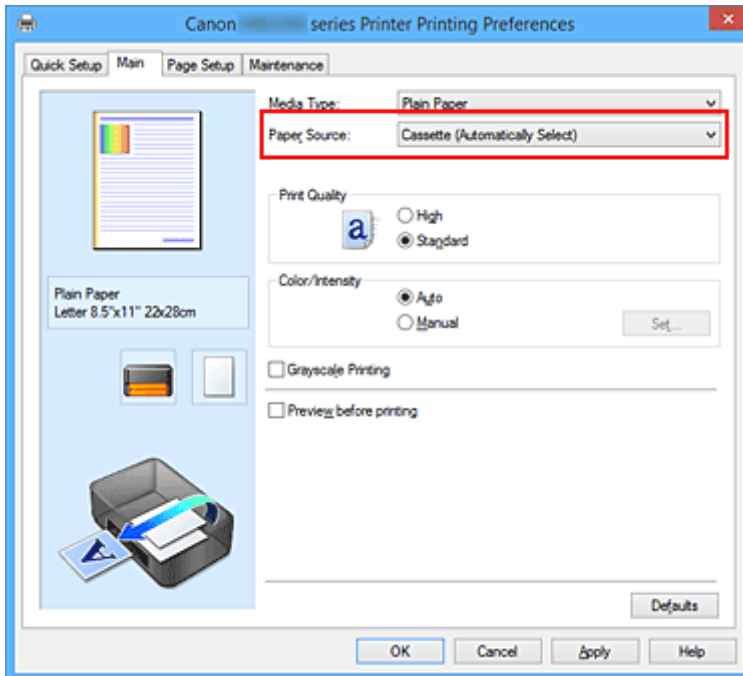 Canon series Printer Printing Preferences
Quick Setup Main Page Setup Maintenance
Media Type: Plain Paper
Paper Source: Cassette (Automatically Select)
Print Quality
a
High
Standard
Plain Paper
Letter 8.5"x11" 22x28cm
Color/Intensity
Auto
Manual
Set...
Grayscale Printing
Preview before printing
A
Defaults
OK Cancel Apply Help